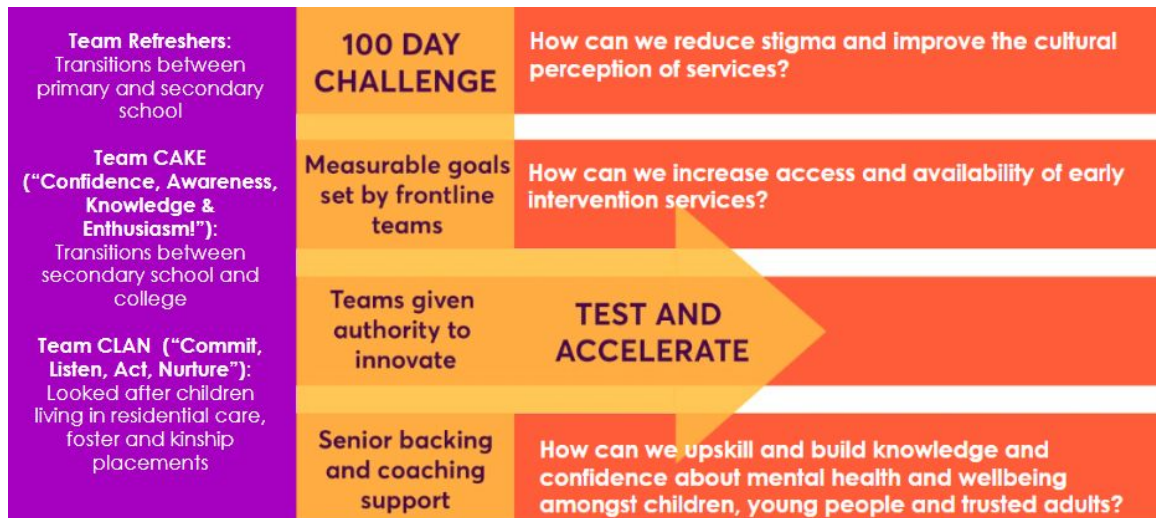 Team Refreshers:
Transitions between
primary and secondary
school
Team CAKE
(“Confidence, Awareness,
Knowledge &
Enthusiasm!”):
Transitions between
secondary school and
college
Team CLAN (“Commit,
Listen, Act, Nurture”):
Looked after children
living in residential care,
foster and kinship
placements
100 DAY
CHALLENGE
Measurable goals
set by frontline
teams
Teams given
authority to
innovate
Senior backing
and coaching
support
TEST AND
ACCELERATE
How can we reduce stigma and improve the cultural
perception of services?
How can we increase access and availability of early
intervention services?
How can we upskill and build knowledge and
confidence about mental health and wellbeing
amongst children, young people and trusted adults?